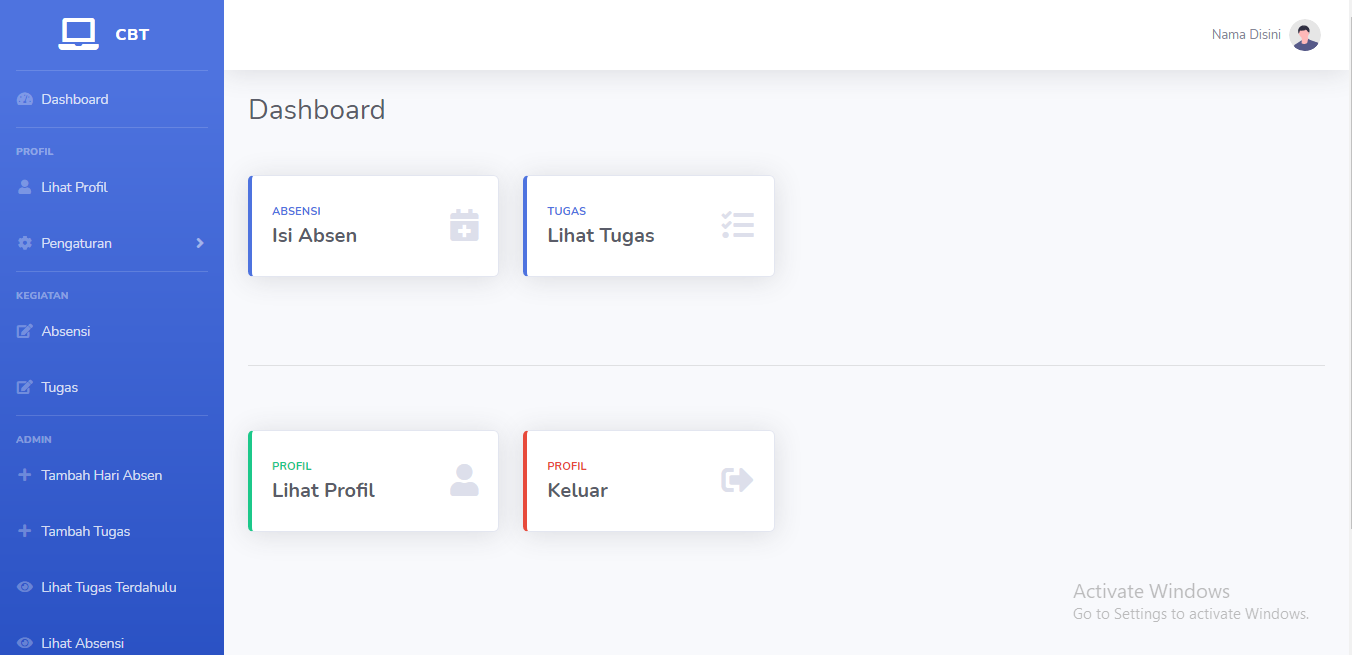 CBT
Nama Disini
Dashboard
PROFIL
Lihat Profil
Pengaturan
KEGIATAN
Absensi
Tugas
ADMIN
Tambah Hari Absen
Tambah Tugas
Lihat Tugas Terdahulu
Lihat Absensi
Dashboard
ABSENSI
Isi Absen
TUGAS
Lihat Tugas
PROFIL
Lihat Profil
PROFIL
Keluar
Activate Windows
Go to Settings to activate Windows.